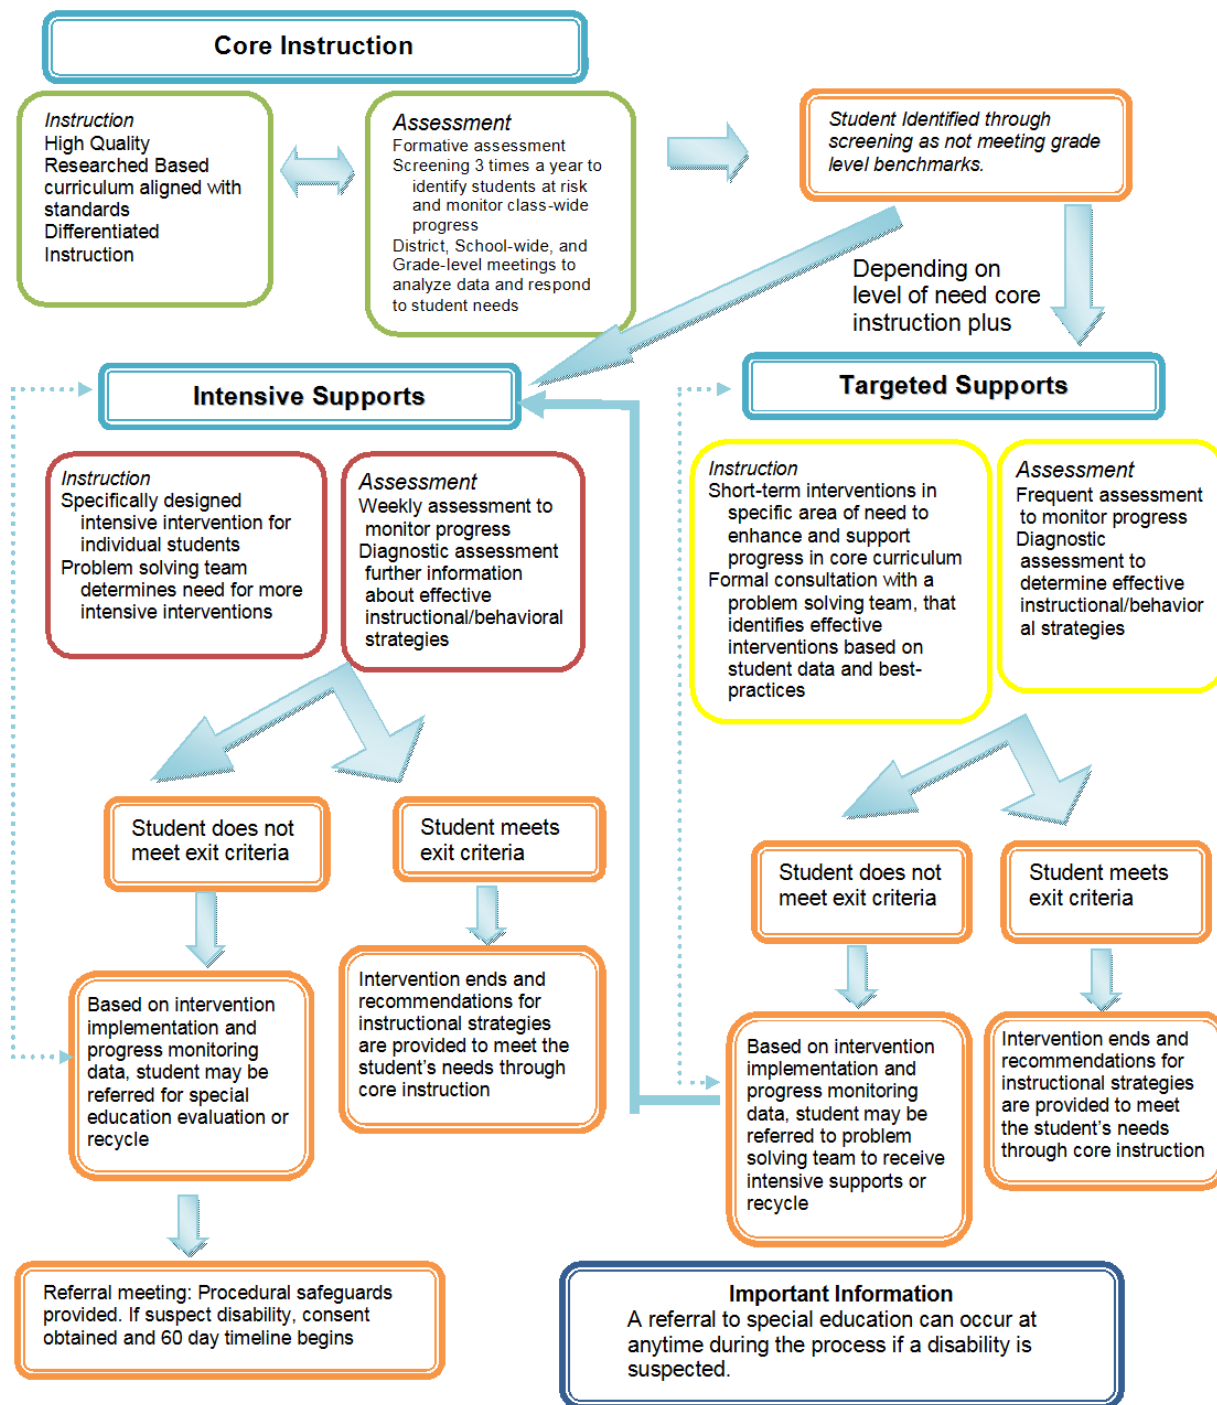 Core Instruction
Instruction
High Quality
Researched Based
curriculum aligned with
standards
Differentiated
Instruction
Assessment
Formative assessment
Screening 3 times a year to
identify students at risk
and monitor class-wide
progress
District, School-wide, and
Grade-level meetings to
analyze data and respond
to student needs
Student Identified through
screening as not meeting grade
level benchmarks.
Depending on
level of need core
instruction plus
Intensive Supports
Targeted Supports
Instruction
Specifically designed
intensive intervention for
individual students
Problem solving team
determines need for more
intensive interventions
Assessment
Weekly assessment to
monitor progress
Diagnostic assessment
further information
about effective
instructional/behavioral
strategies
Instruction
Short-term interventions in
specific area of need to
enhance and support
progress in core curriculum
Formal consultation with a
problem solving team, that
identifies effective
interventions based on
student data and best-
practices
Assessment
Frequent assessment
to monitor progress
Diagnostic
assessment to
determine effective
instructional/behavior
al strategies
Student does not
meet exit criteria
Student meets
exit criteria
Student does not
meet exit criteria
Student meets
exit criteria
Based on intervention
implementation and
progress monitoring
data, student may be
referred for special
education evaluation or
recycle
Intervention ends and
recommendations for
instructional strategies
are provided to meet the
student's needs through
core instruction
Based on intervention
implementation and
progress monitoring
data, student may be
referred to problem
solving team to receive
intensive supports or
recycle
Intervention ends and
recommendations for
instructional strategies
are provided to meet
the student's needs
through core instruction
Referral meeting: Procedural safeguards
provided. If suspect disability, consent
obtained and 60 day timeline begins
Important Information
A referral to special education can occur at
anytime during the process if a disability is
suspected.